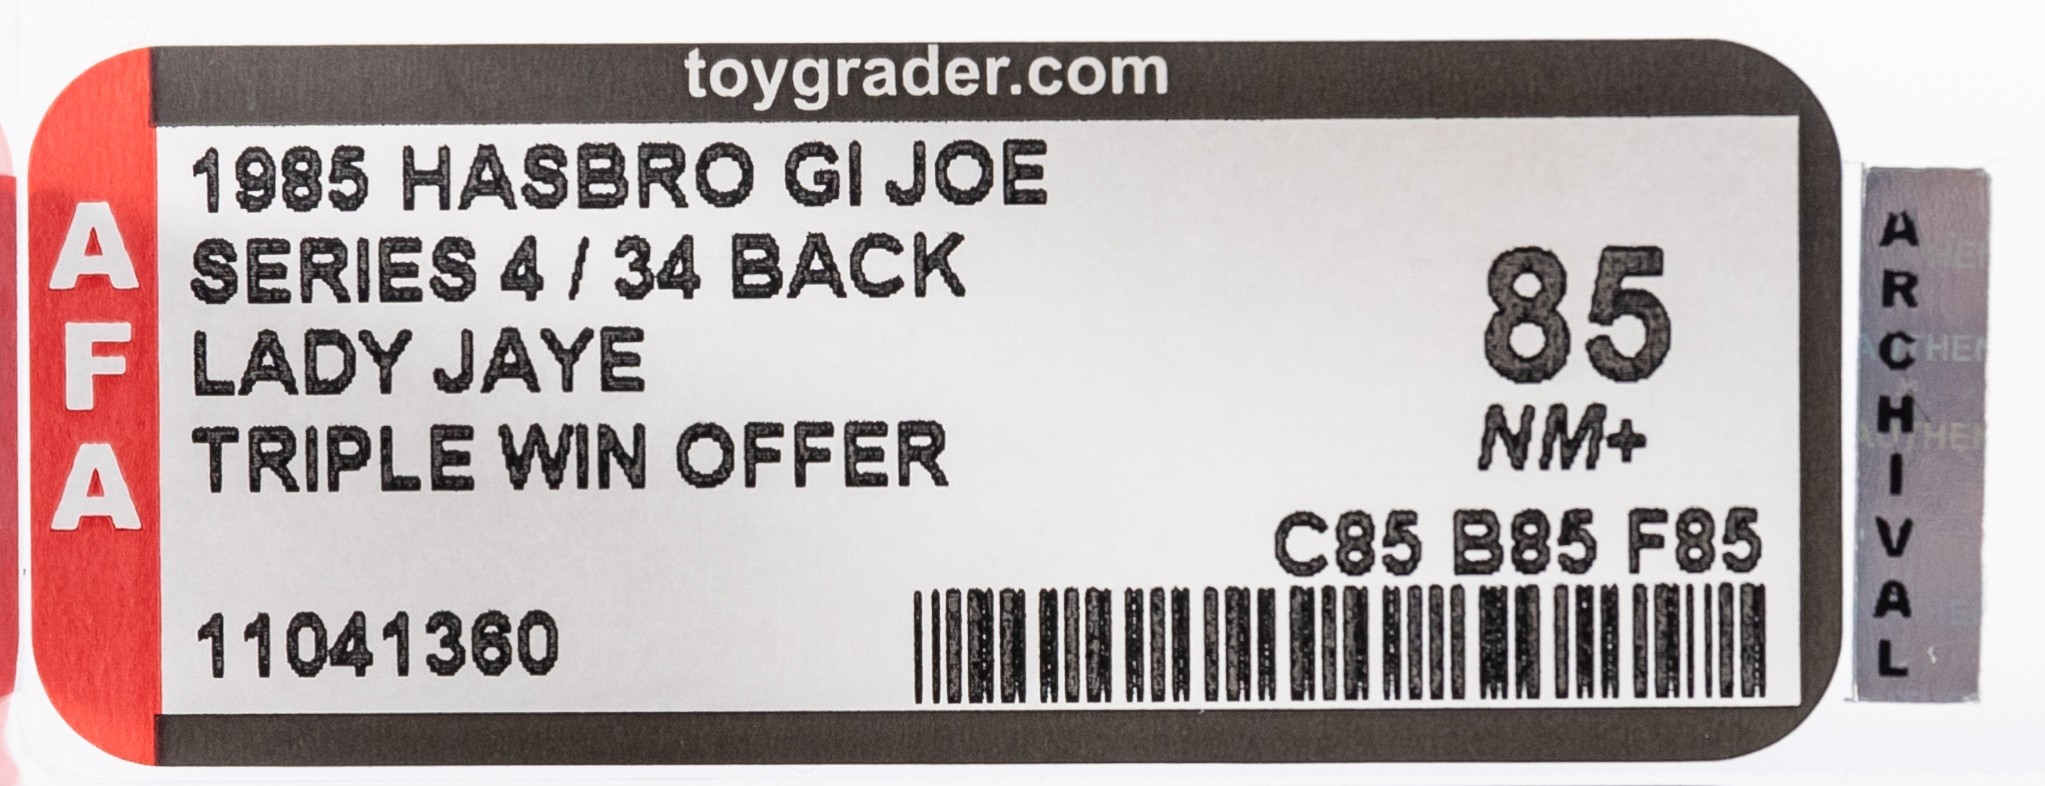 toygrader.com
AFA
1985 HASBRO GI JOE
SERIES 4 / 34 BACK
LADY JAYE
TRIPLE WIN OFFER
85
NM+
C85 B85 F85
11041360
ARCHIVAL